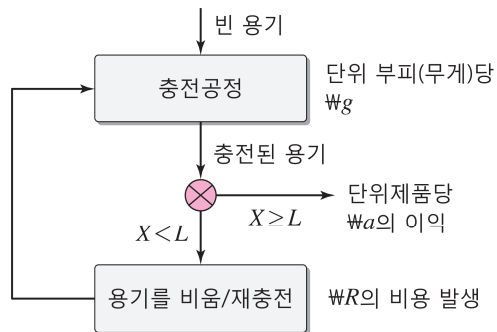 빈 용기
충전공정
단위 부피(무게)당
₩g
충전된 용기
X≥L
단위제품당
₩a의 이익
X<L
용기를 비움/재충전
₩R의 비용 발생